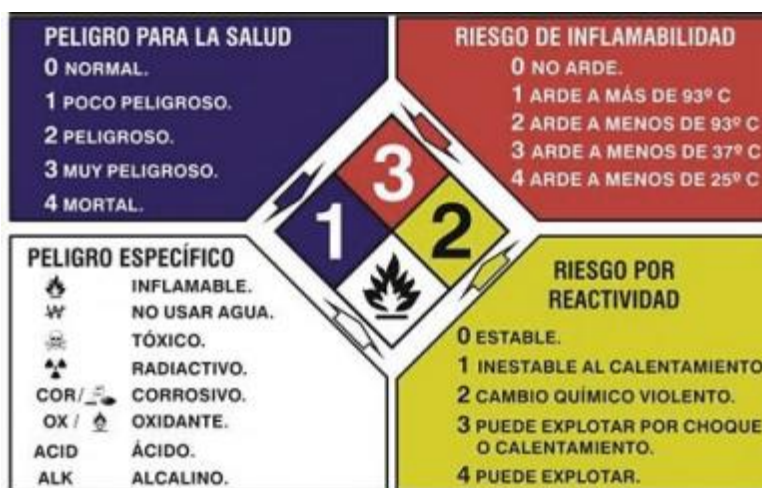 PELIGRO PARA LA SALUD
0 NORMAL.
1 POCO PELIGROSO.
2 PELIGROSO.
3 MUY PELIGROSO.
4 MORTAL.
RIESGO DE INFLAMABILIDAD
0 NO ARDE.
1 ARDE A MÁS DE 93º C
2 ARDE A MENOS DE 93º C
3 ARDE A MENOS DE 37º C
4 ARDE A MENOS DE 25º C
3
1
2
PELIGRO ESPECÍFICO
INFLAMABLE.
W NO USAR AGUA.
TÓXICO.
RADIACTIVO.
COR/ CORROSIVO.
OX / OXIDANTE.
ACID ÁCIDO.
ALK ALCALINO.
RIESGO POR
REACTIVIDAD
0 ESTABLE.
1 INESTABLE AL CALENTAMIENTO
2 CAMBIO QUÍMICO VIOLENTO.
3 PUEDE EXPLOTAR POR CHOQUE
O CALENTAMIENTO.
4 PUEDE EXPLOTAR.